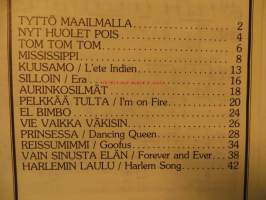 TYTTÖ MAAILMALLA 2
NYT HUOLET POIS 4
TOM TOM TOM 6
MISSISSIPPI 8
KUUSAMO / L'ete Indien 13
SILLOIN / Era 16
AURINKOSILMÄT 18
PELKKÄÄ TULTA / I'm on Fire 20
EL BIMBO 24
VIE VAIKKA VÄKISIN 26
PRINSESSA / Dancing Queen 28
REISSUMIMMI / Goofus 34
VAIN SINUSTA ELÄN / Forever and Ever 38
HARLEMIN LAULU / Harlem Song 42